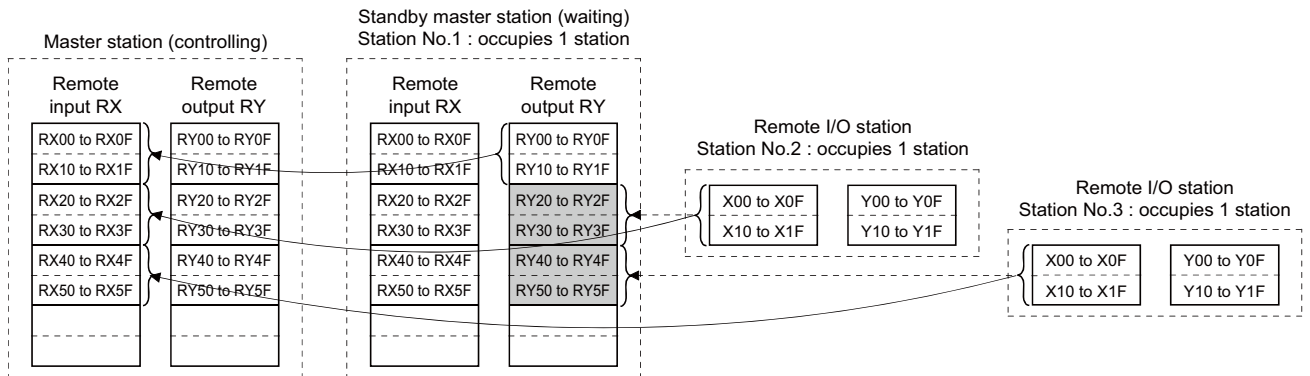 Master station (controlling)
Remote
input RX
Remote
output RY
RX00 to RX0F
RY00 to RY0F
RX10 to RX1F
RY10 to RY1F
RX20 to RX2F
RY20 to RY2F
RX30 to RX3F
RY30 to RY3F
RX40 to RX4F
RY40 to RY4F
RX50 to RX5F
RY50 to RY5F
Standby master station (waiting)
Station No.1 : occupies 1 station
Remote
input RX
Remote
output RY
RX00 to RX0F
RY00 to RY0F
RX10 to RX1F
RY10 to RY1F
RX20 to RX2F
RY20 to RY2F
RX30 to RX3F
RY30 to RY3F
RX40 to RX4F
RY40 to RY4F
RX50 to RX5F
RY50 to RY5F
Remote I/O station
Station No.2 : occupies 1 station
X00 to X0F
Y00 to Y0F
X10 to X1F
Y10 to Y1F
Remote I/O station
Station No.3 : occupies 1 station
X00 to X0F
Y00 to Y0F
X10 to X1F
Y10 to Y1F